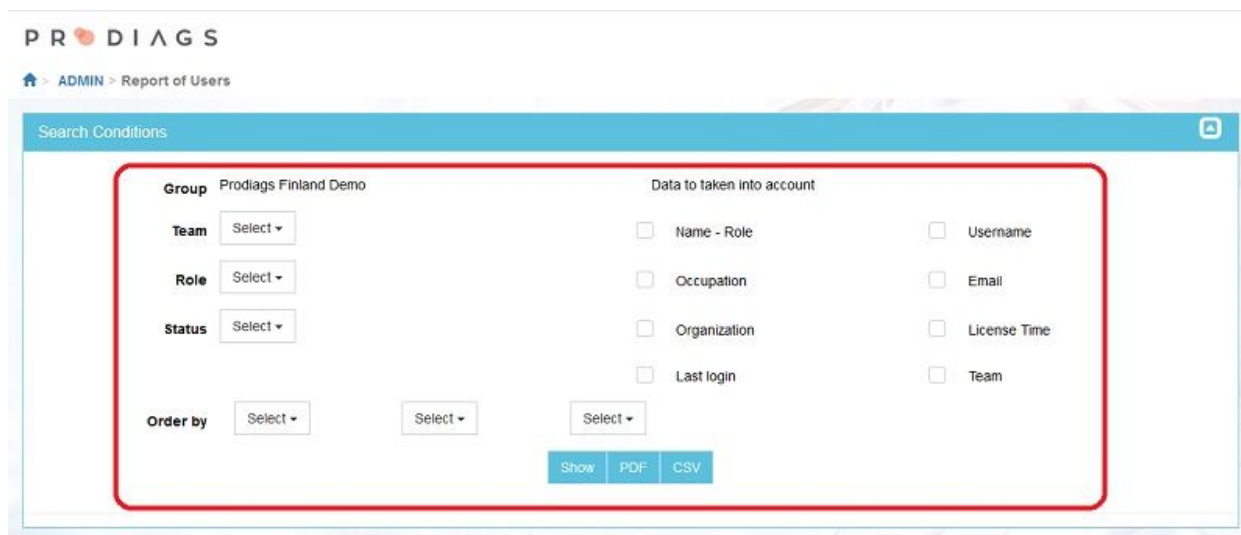 PRODIAGS
> ADMIN > Report of Users
Search Conditions
Group Prodiags Finland Demo Data to taken into account
Team Select Name - Role Username
Role Select Occupation Email
Status Select Organization License Time
Last login Team
Order by Select Select Select
Show PDF CSV